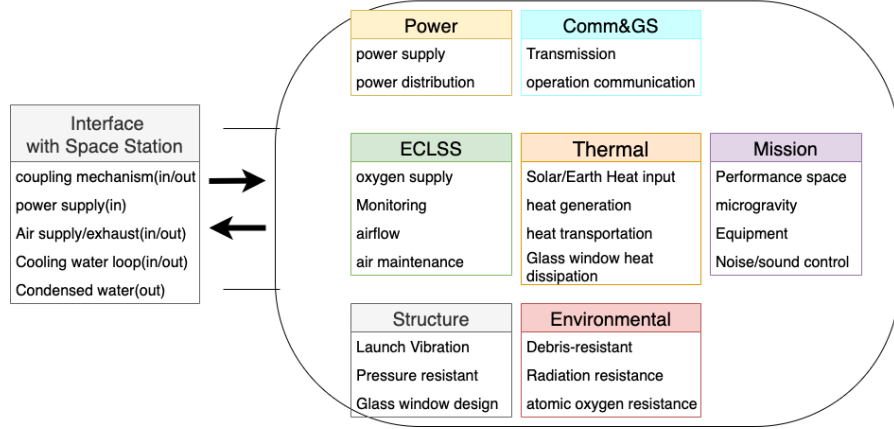 Power
power supply
power distribution
Comm&GS
Transmission
operation communication
Interface
with Space Station
coupling mechanism(in/out
power supply(in)
Air supply/exhaust(in/out)
Cooling water loop(in/out)
Condensed water(out)
ECLSS
oxygen supply
Monitoring
airflow
air maintenance
Thermal
Solar/Earth Heat input
heat generation
heat transportation
Glass window heat
dissipation
Mission
Performance space
microgravity
Equipment
Noise/sound control
Structure
Launch Vibration
Pressure resistant
Glass window design
Environmental
Debris-resistant
Radiation resistance
atomic oxygen resistance